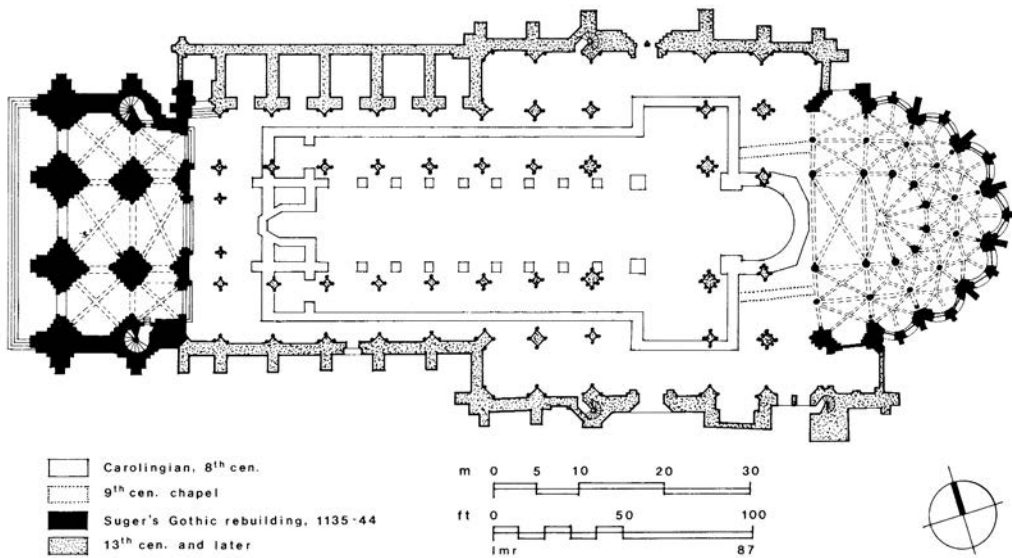 Carolingian, 8th cen.
9th cen. chapel
Suger's Gothic rebuilding, 1135-44
13th cen. and later
m 0 5 10 20 30
ft 0 50 100
lmr 87